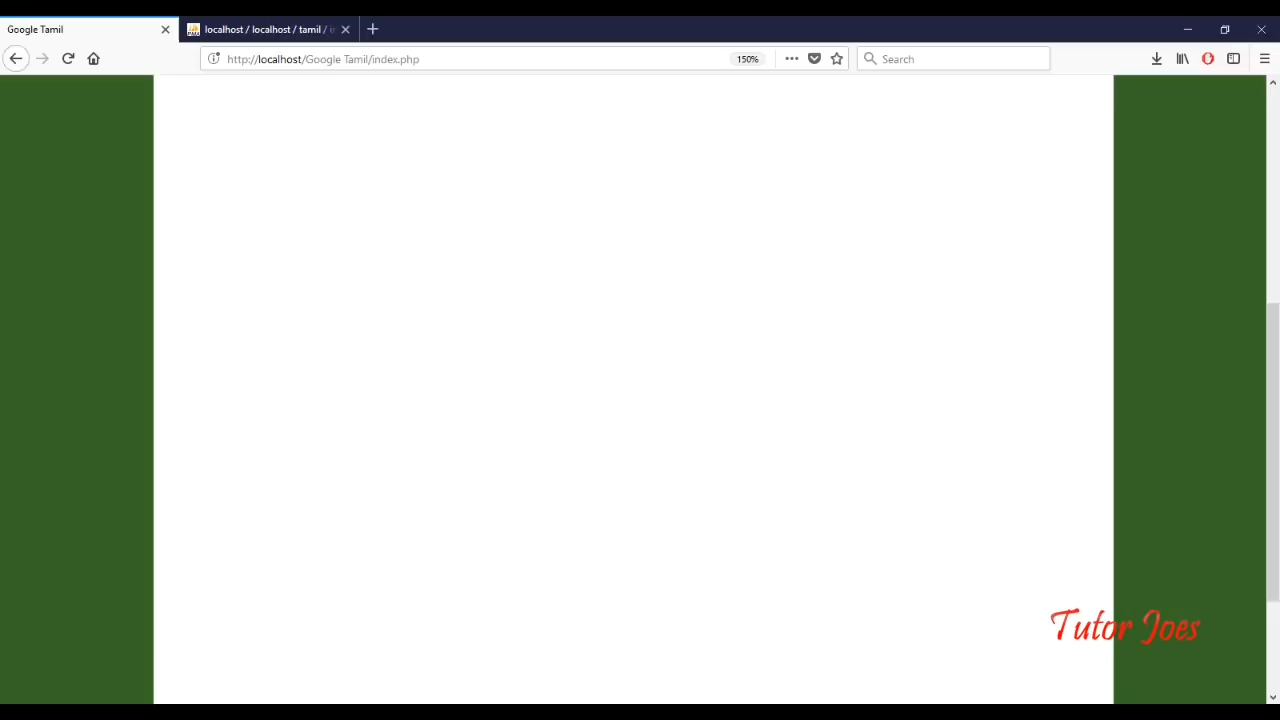 Google Tamil
localhost / localhost / tamil /
http://localhost/Google Tamil/index.php
150%
Search
Tutor Joes